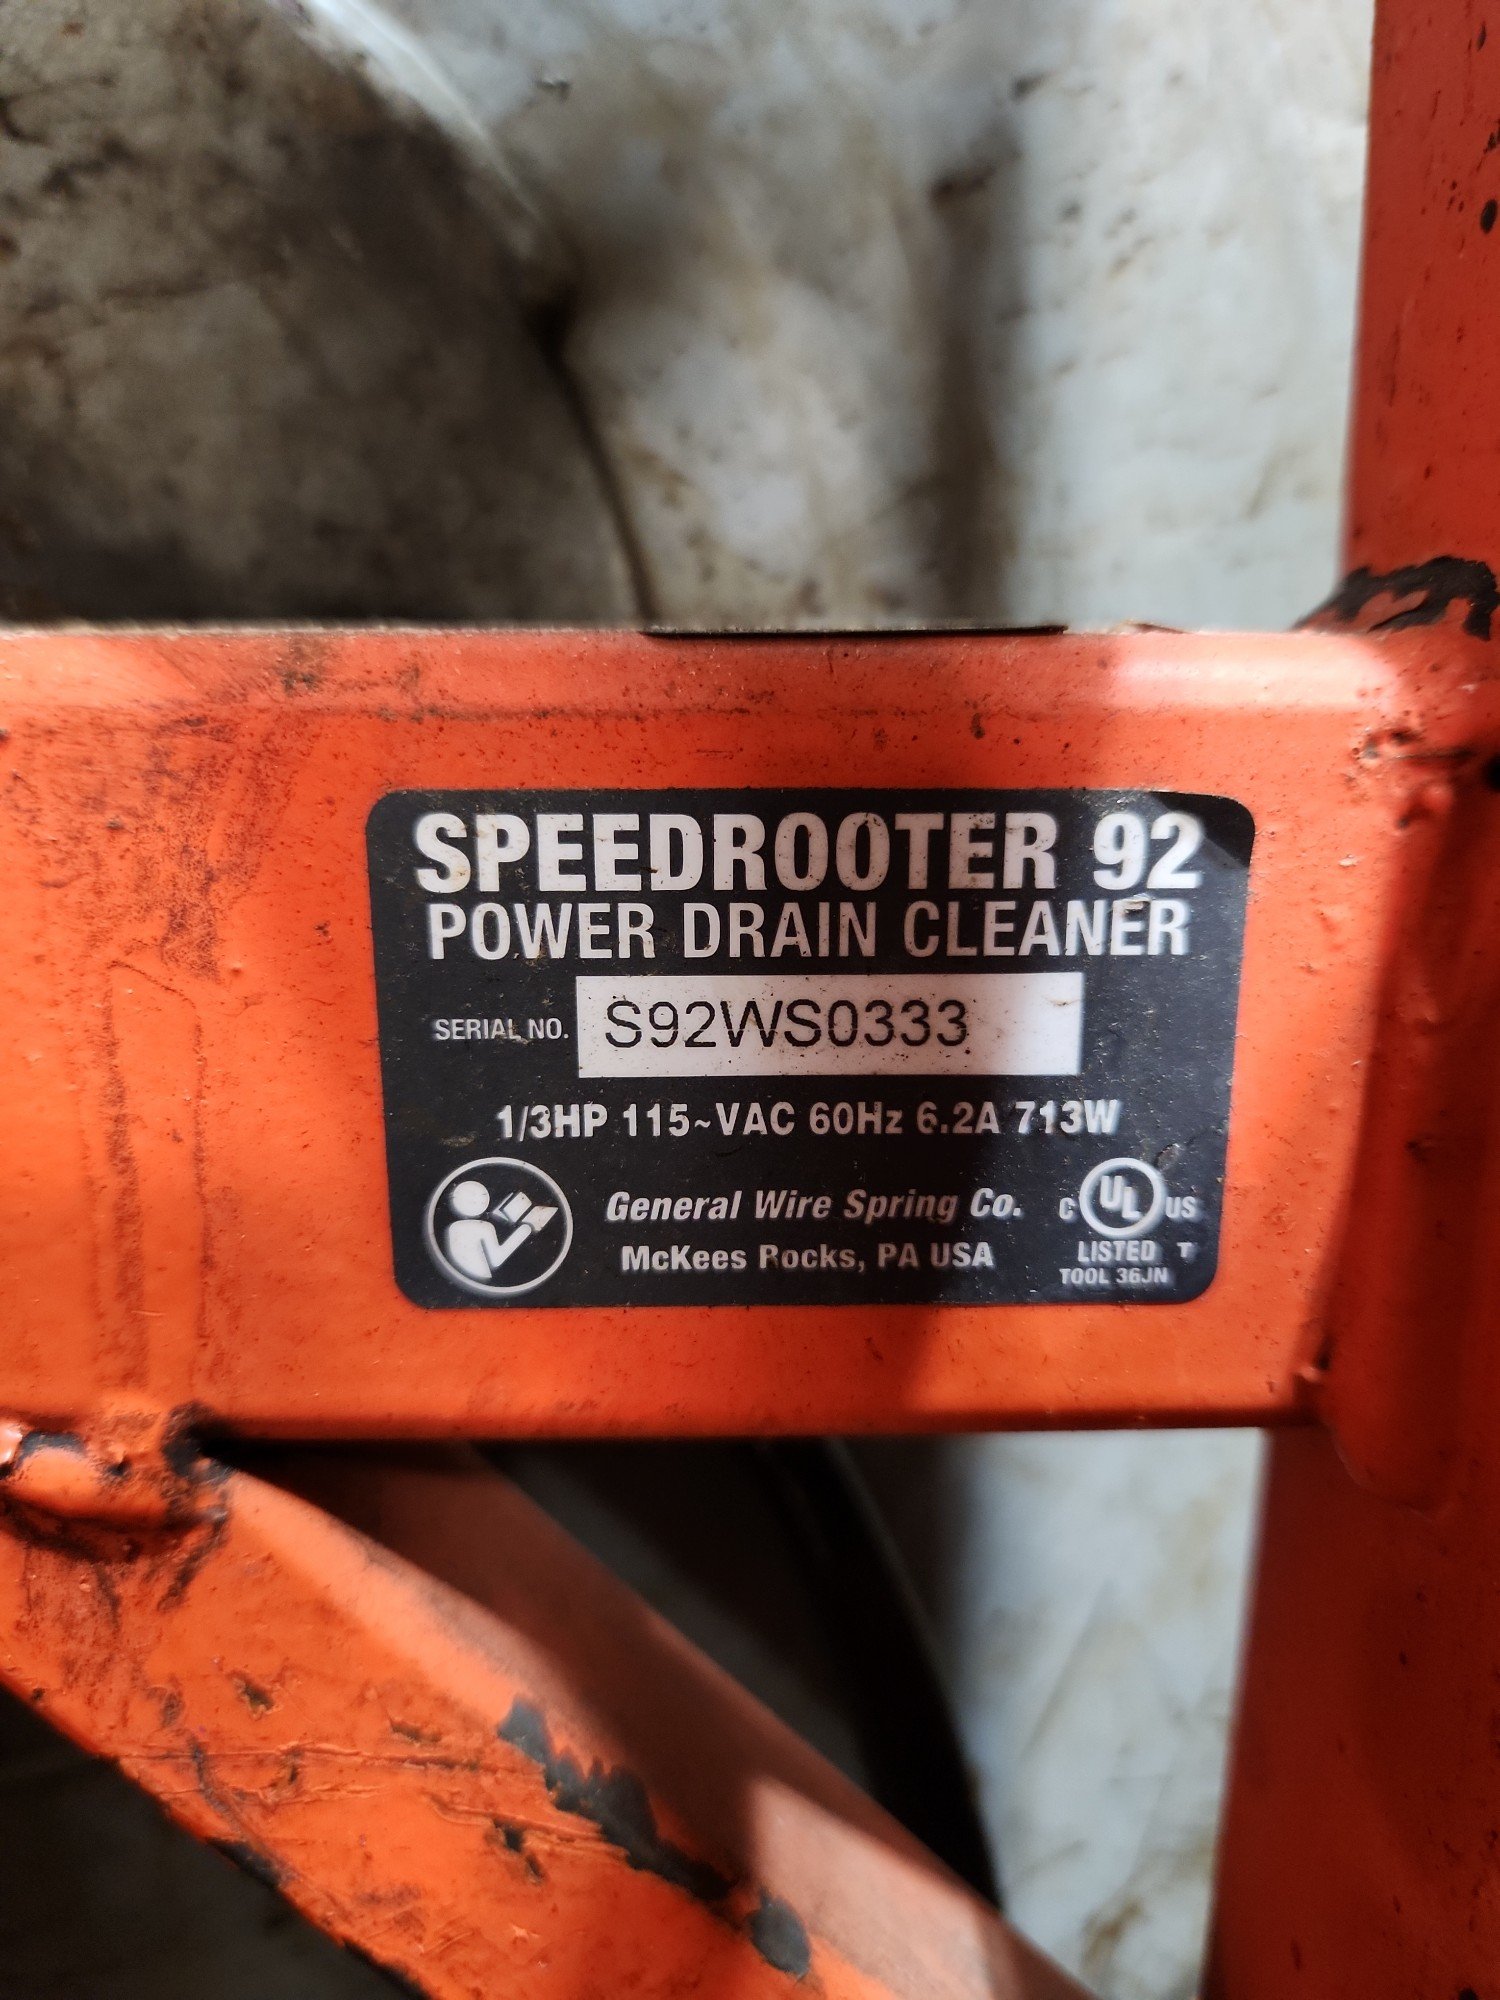 SPEEDROOTER 92
POWER DRAIN CLEANER
SERIAL NO. S92WS0333
1/3HP 115~VAC 60Hz 6.2A 713W
General Wire Spring Co.
McKees Rocks, PA USA
C UL US
LISTED T
TOOL 36JN